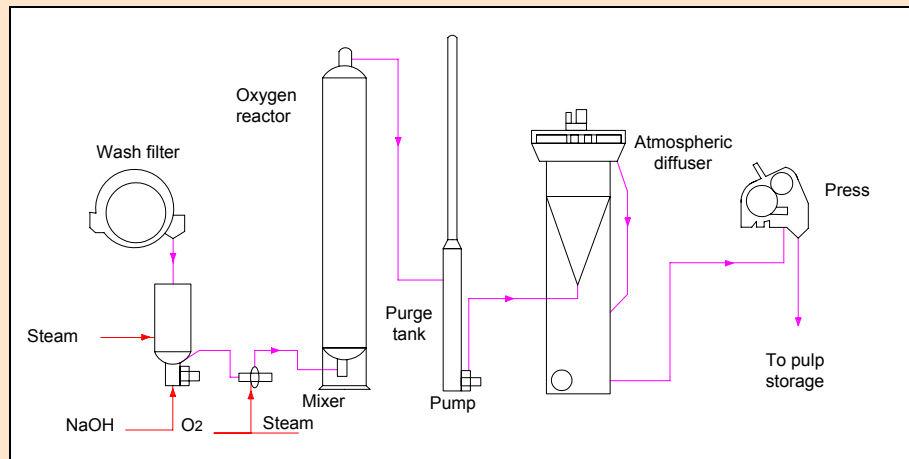 Oxygen
reactor
Wash filter
Atmospheric
diffuser
Press
Purge
tank
Steam
To pulp
storage
Mixer
Pump
NaOH
O2
Steam